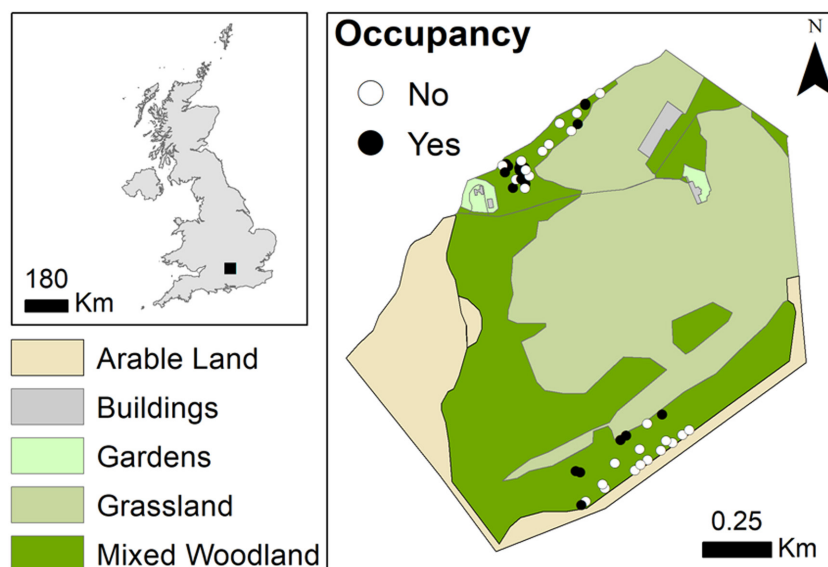 180
Km
Arable Land
Buildings
Gardens
Grassland
Mixed Woodland
Occupancy
No
Yes
N
0.25
Km